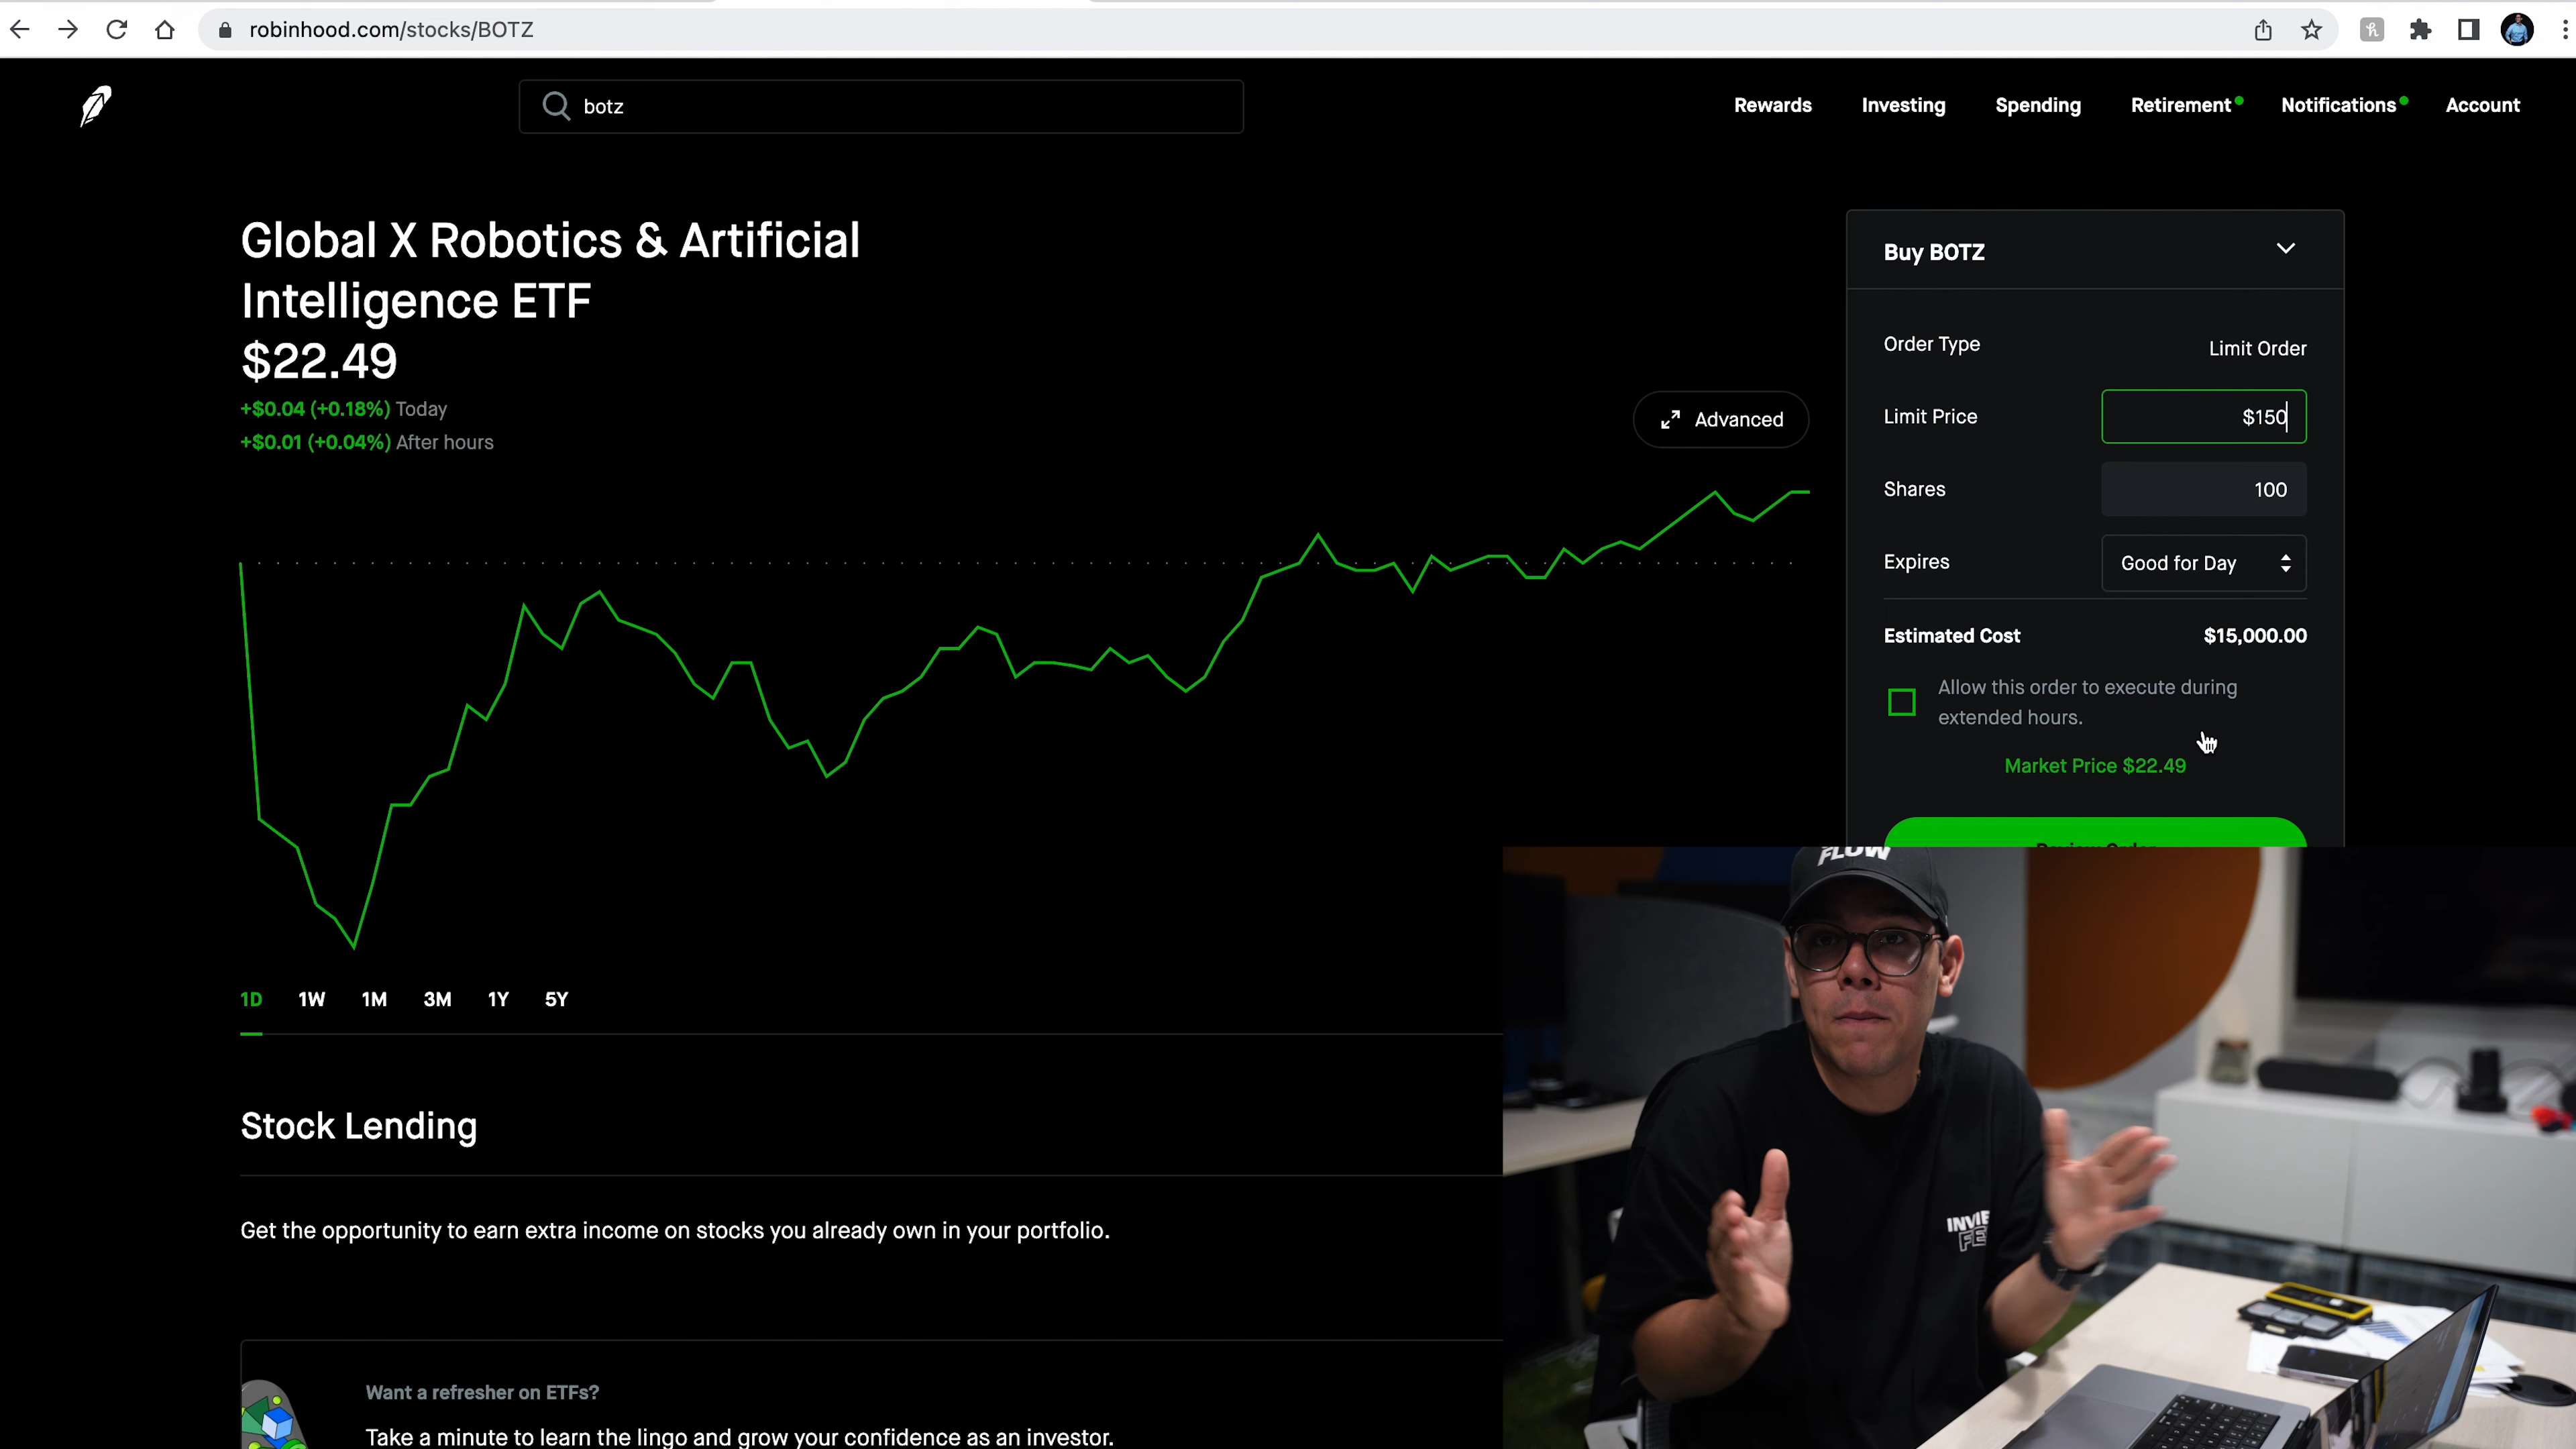 robinhood.com/stocks/BOTZ
botz
Rewards
Investing
Spending
Retirement
Notifications
Account
Global X Robotics & Artificial
Intelligence ETF
$22.49
+$0.04 (+0.18%) Today
+$0.01 (+0.04%) After hours
Advanced
Buy BOTZ
Order Type
Limit Order
Limit Price
$150
Shares
100
Expires
Good for Day
Estimated Cost
$15,000.00
Allow this order to execute during
extended hours.
Market Price $22.49
1D
1W
1M
3M
1Y
5Y
Stock Lending
Get the opportunity to earn extra income on stocks you already own in your portfolio.
Want a refresher on ETFs?
Take a minute to learn the lingo and grow your confidence as an investor.
FLOW
INVIE
FE